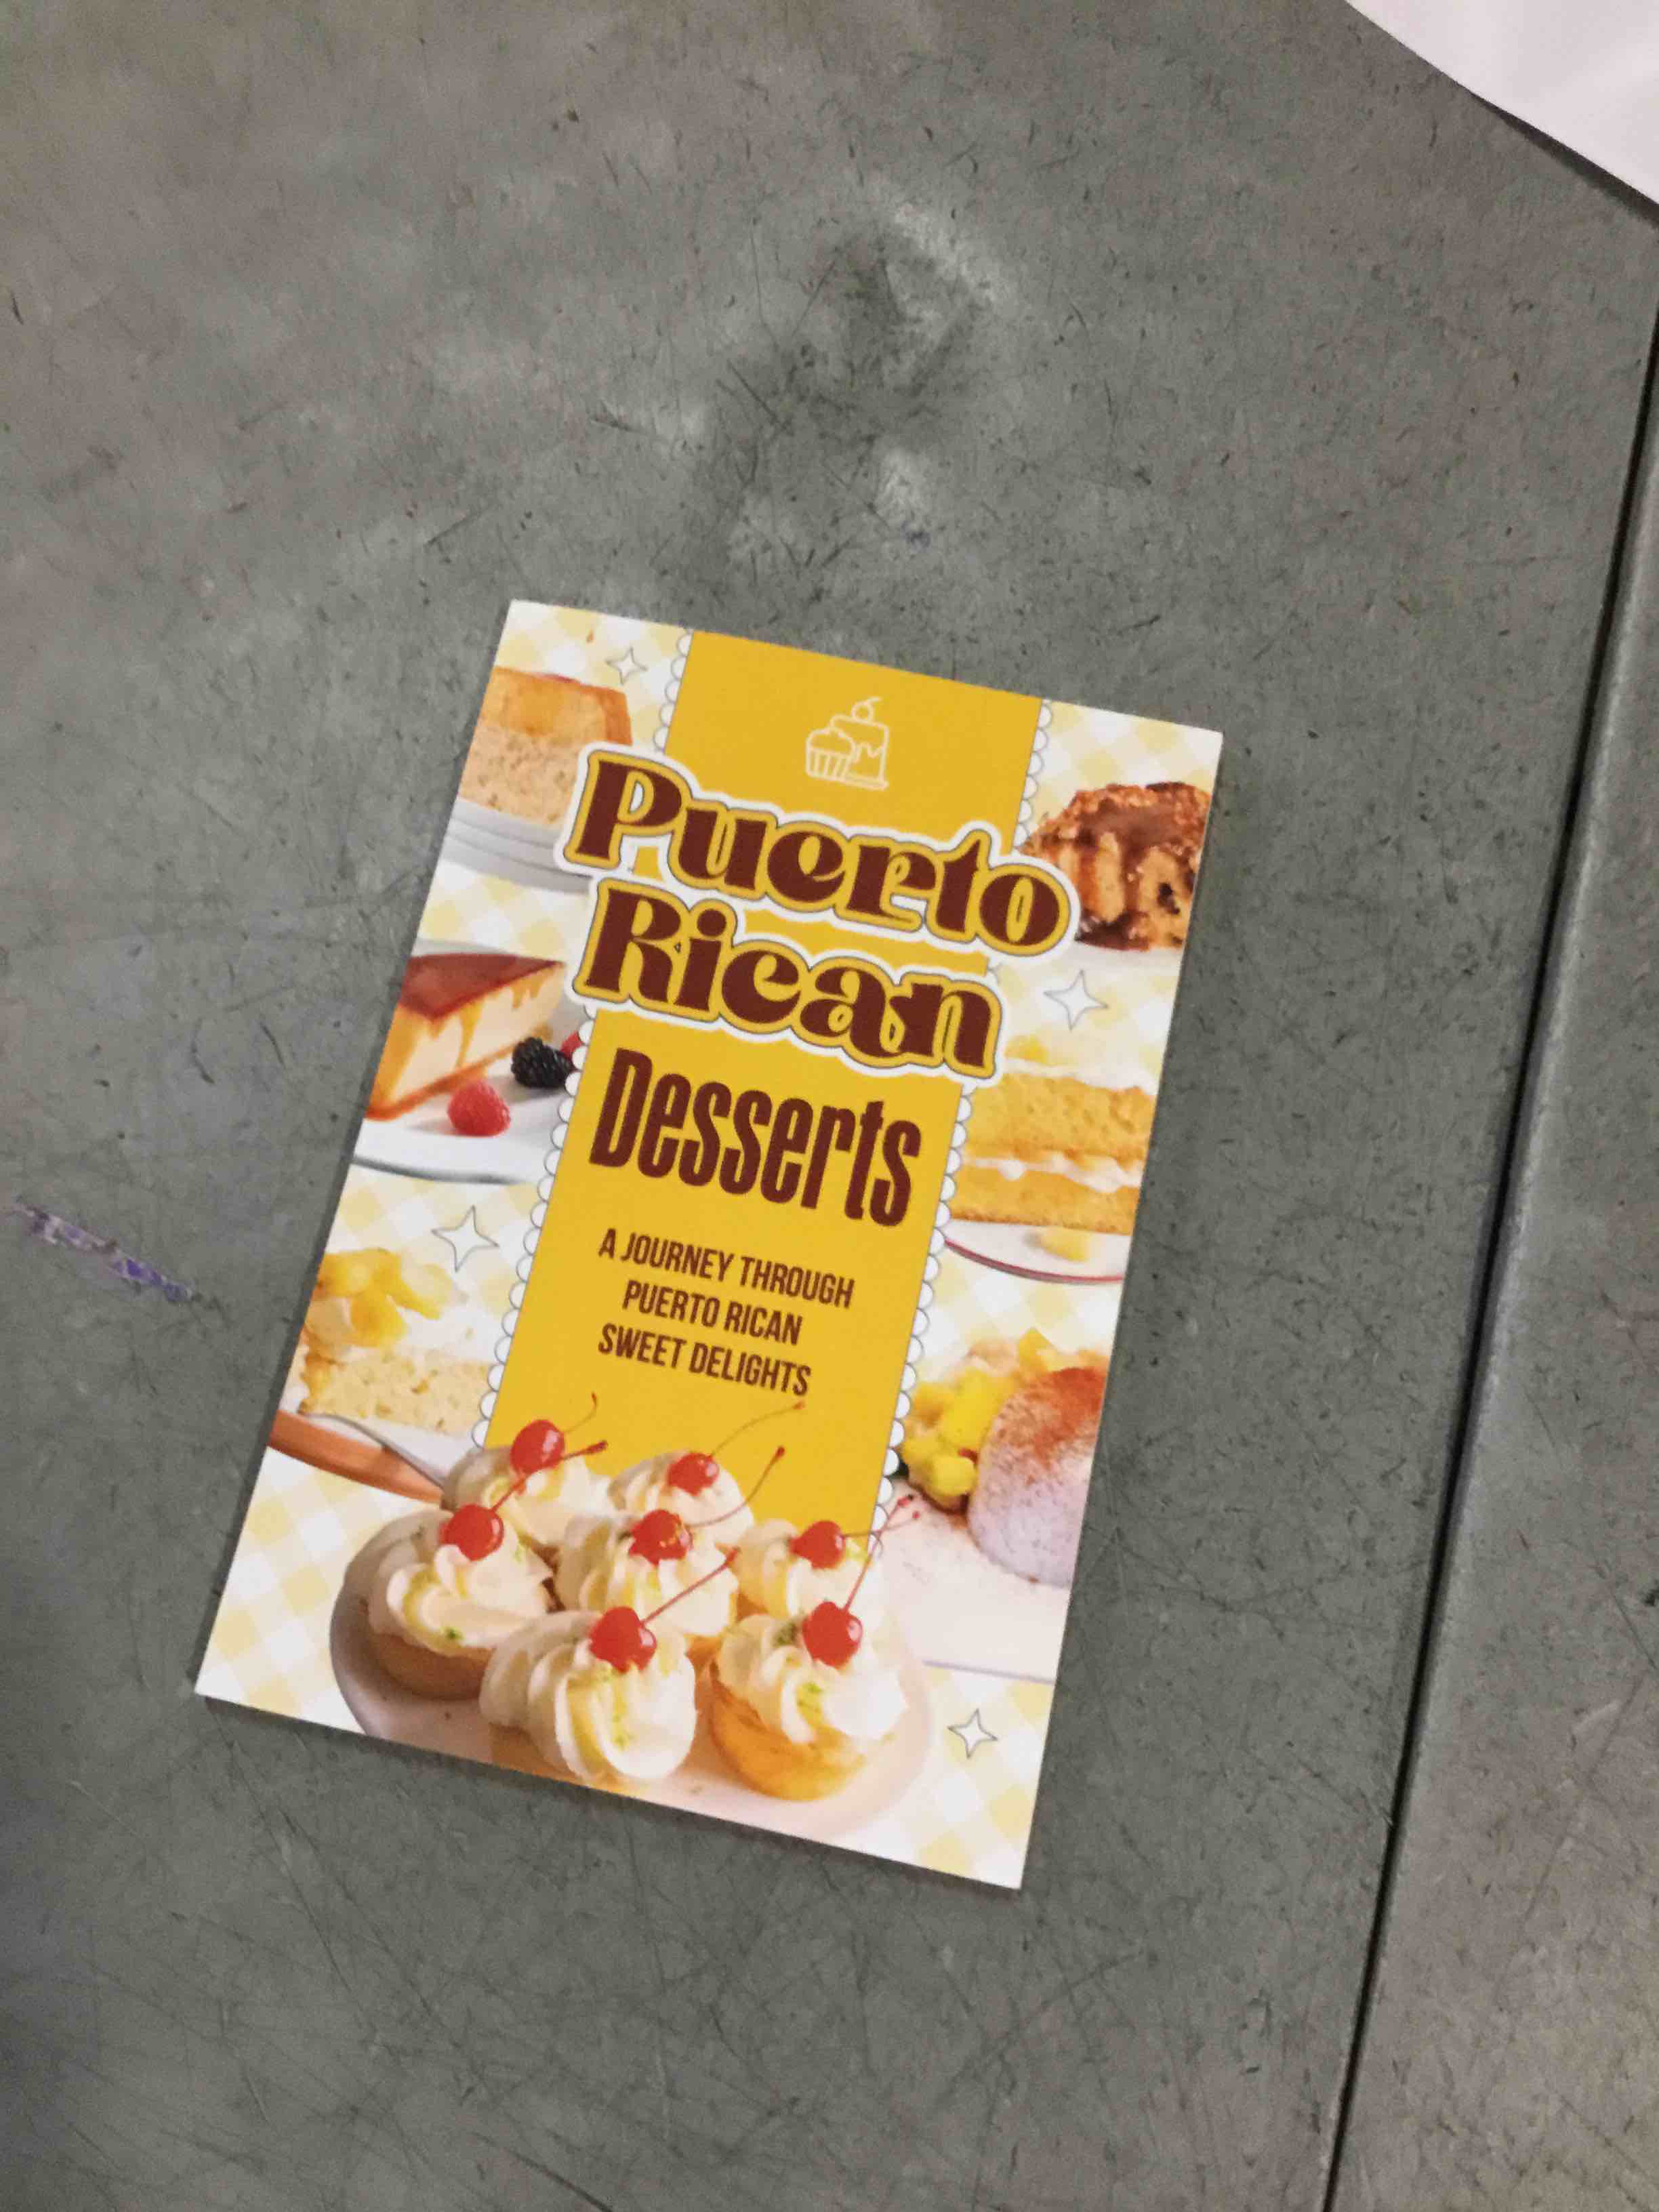 Puerto
Rican
Desserts
A JOURNEY THROUGH
PUERTO RICAN
SWEET DELIGHTS